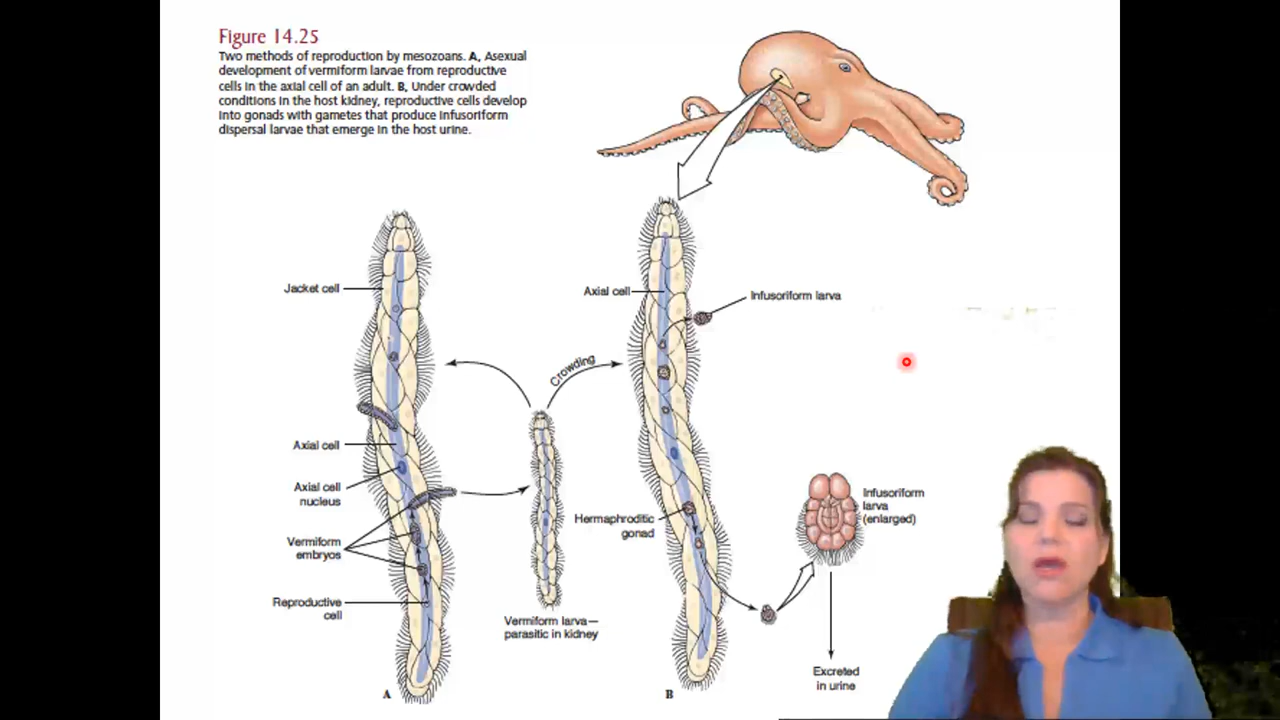 Figure 14.25
Two methods of reproduction by mesozoans. A, Asexual
development of vermiform larvae from reproductive
cells in the axial cell of an adult. B, Under crowded
conditions in the host kidney, reproductive cells develop
into gonads with gametes that produce infusoriform
dispersal larvae that emerge in the host urine.
Jacket cell
Axial cell
Axial cell
nucleus
Vermiform
embryos
Reproductive
cell
A
Crowding
Vermiform larva—
parasitic in kidney
Axial cell
Infusoriform larva
Hermaphroditic
gonad
B
Infusoriform
larva
(enlarged)
Excreted
in urine